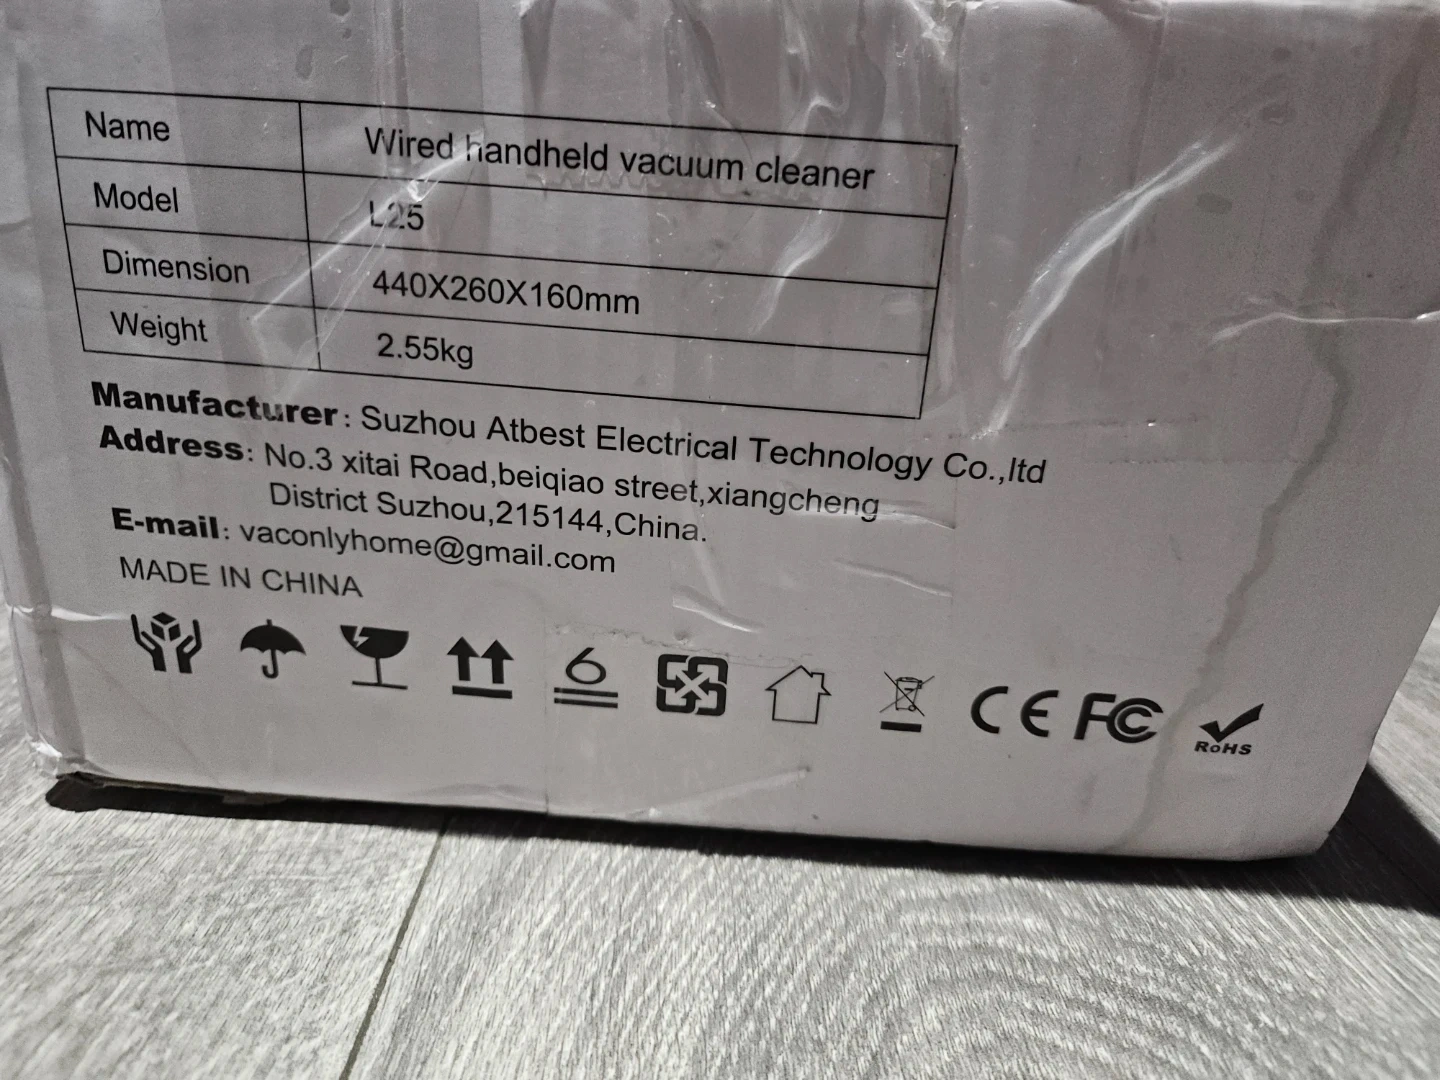 Name Wired handheld vacuum cleaner
Model L25
Dimension 440X260X160mm
Weight 2.55kg
Manufacturer: Suzhou Atbest Electrical Technology Co.,ltd
Address: No.3 xitai Road,beiqiao street,xiangcheng
District Suzhou,215144,China.
E-mail: vaconlyhome@gmail.com
MADE IN CHINA
6
CE FC RoHS